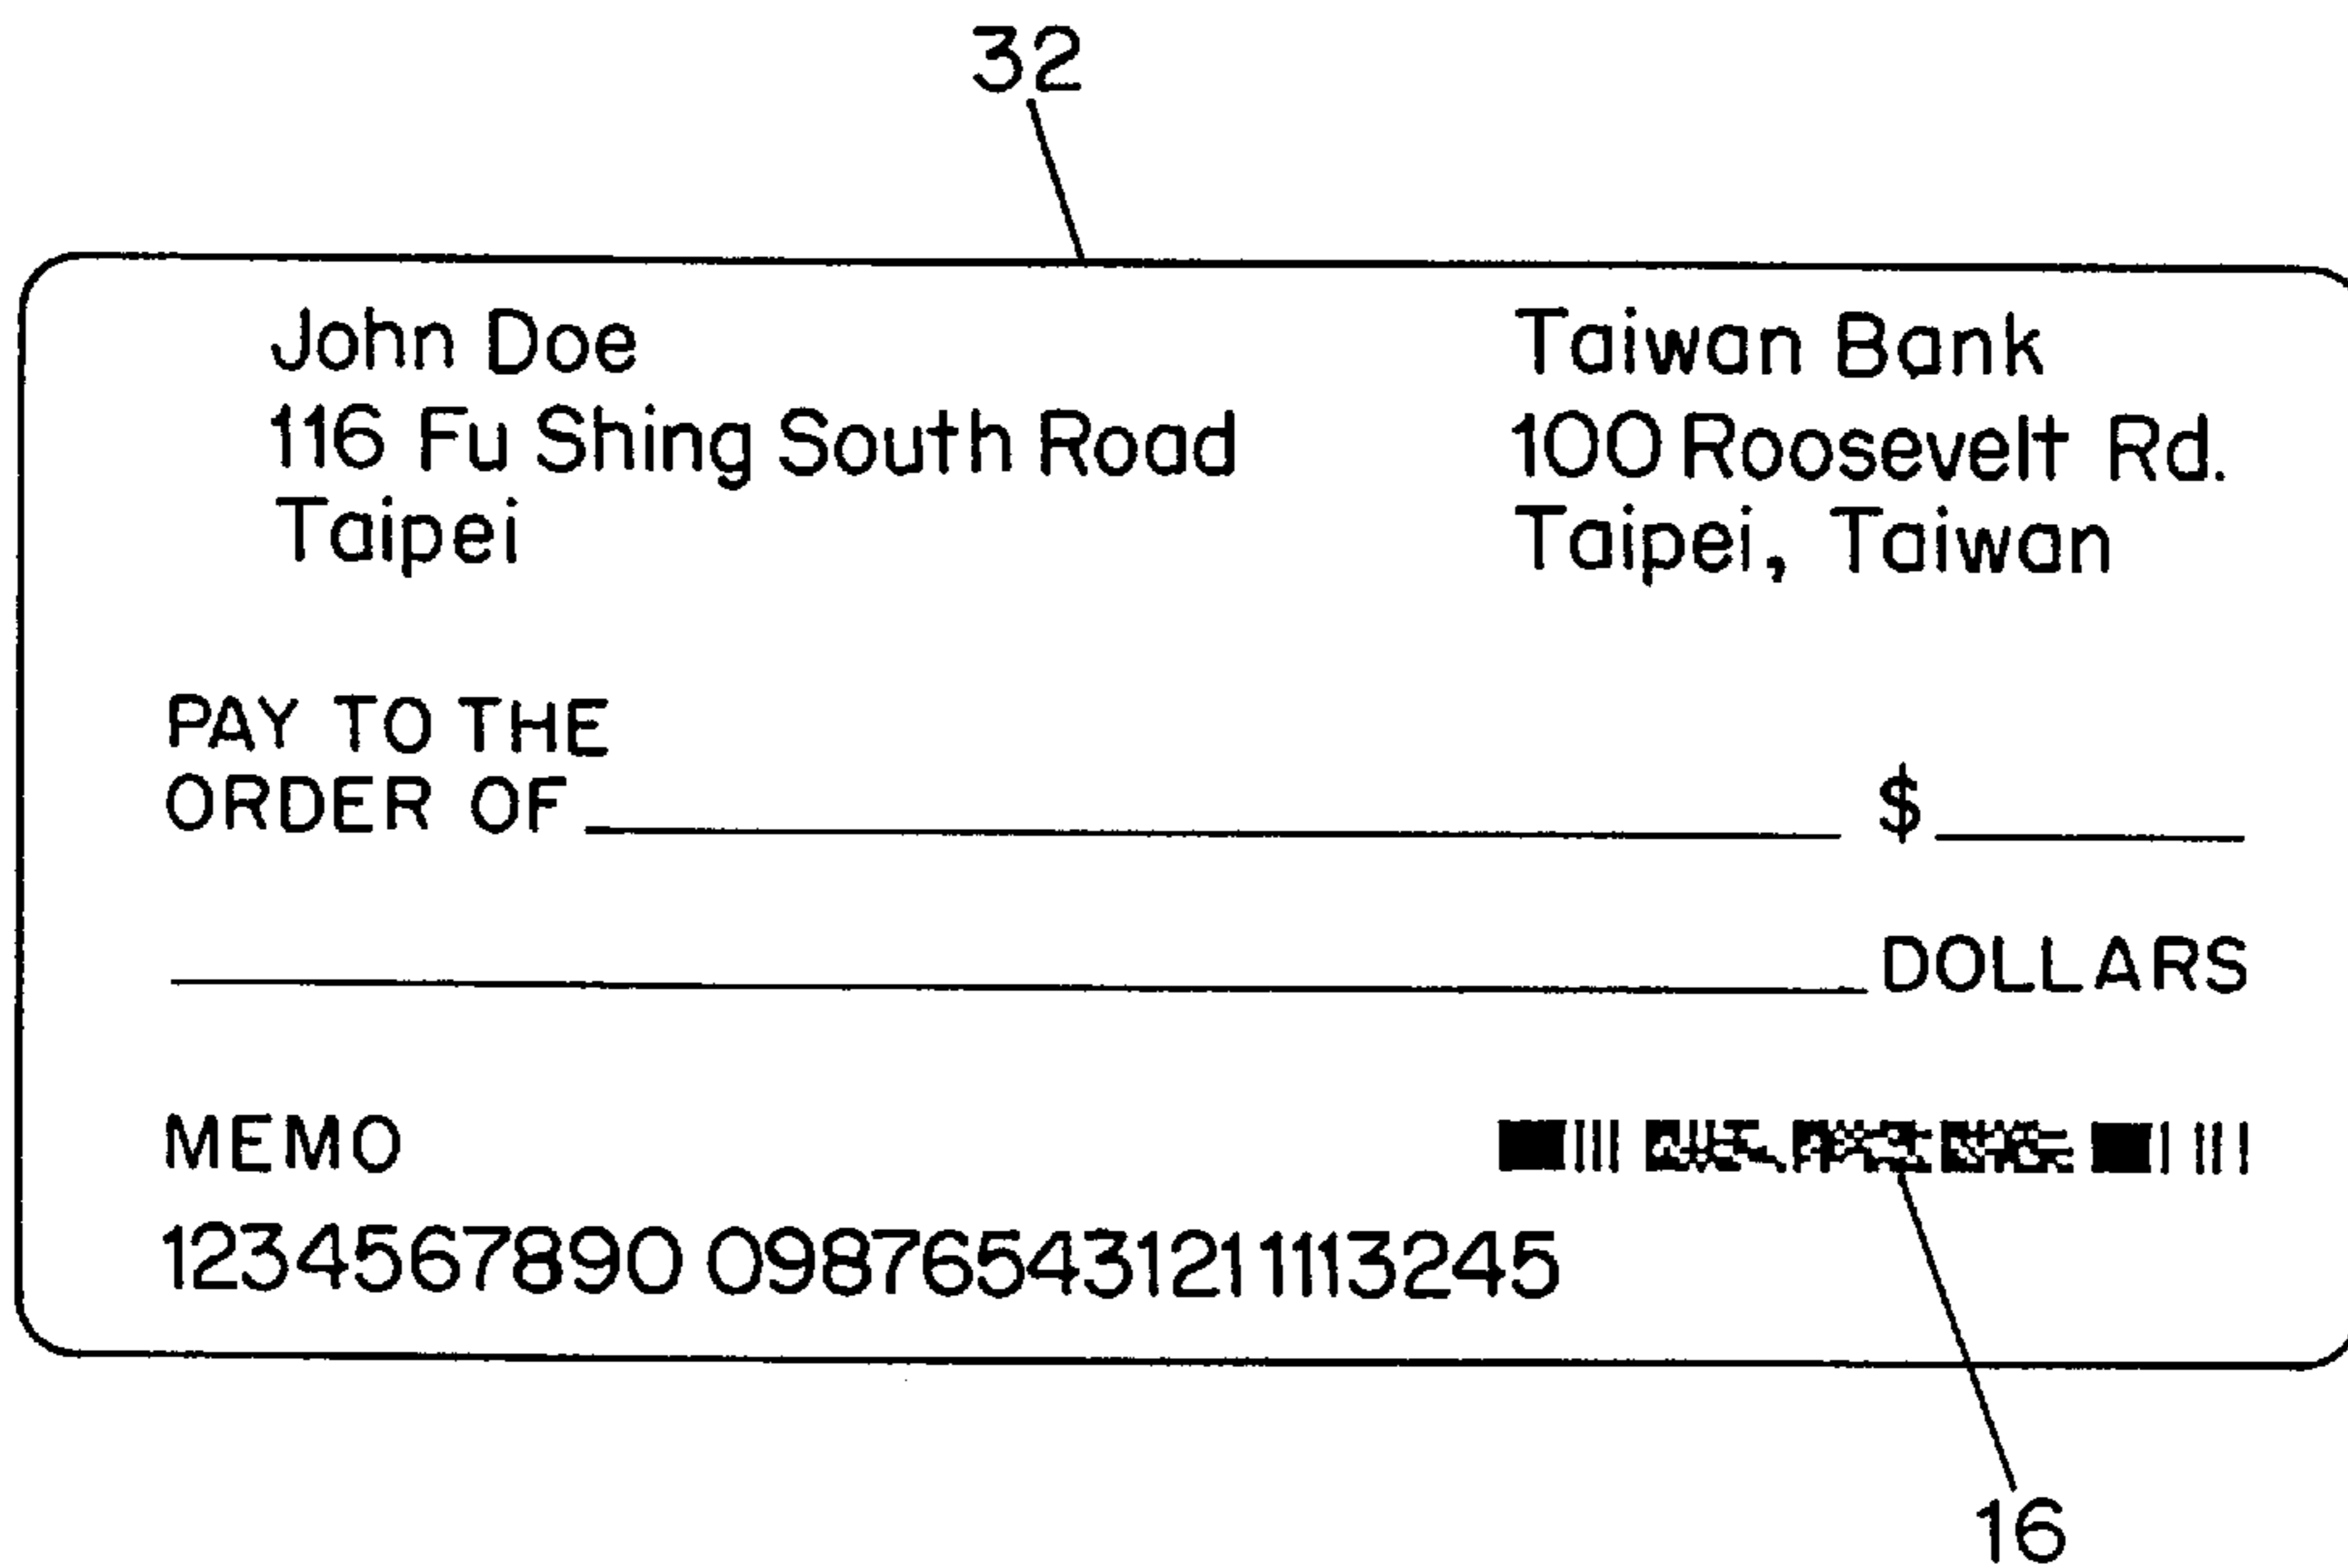 32
John Doe
116 Fu Shing South Road
Taipei
Taiwan Bank
100 Roosevelt Rd.
Taipei, Taiwan
PAY TO THE
ORDER OF $
DOLLARS
MEMO
1234567890 0987654312111113245
16